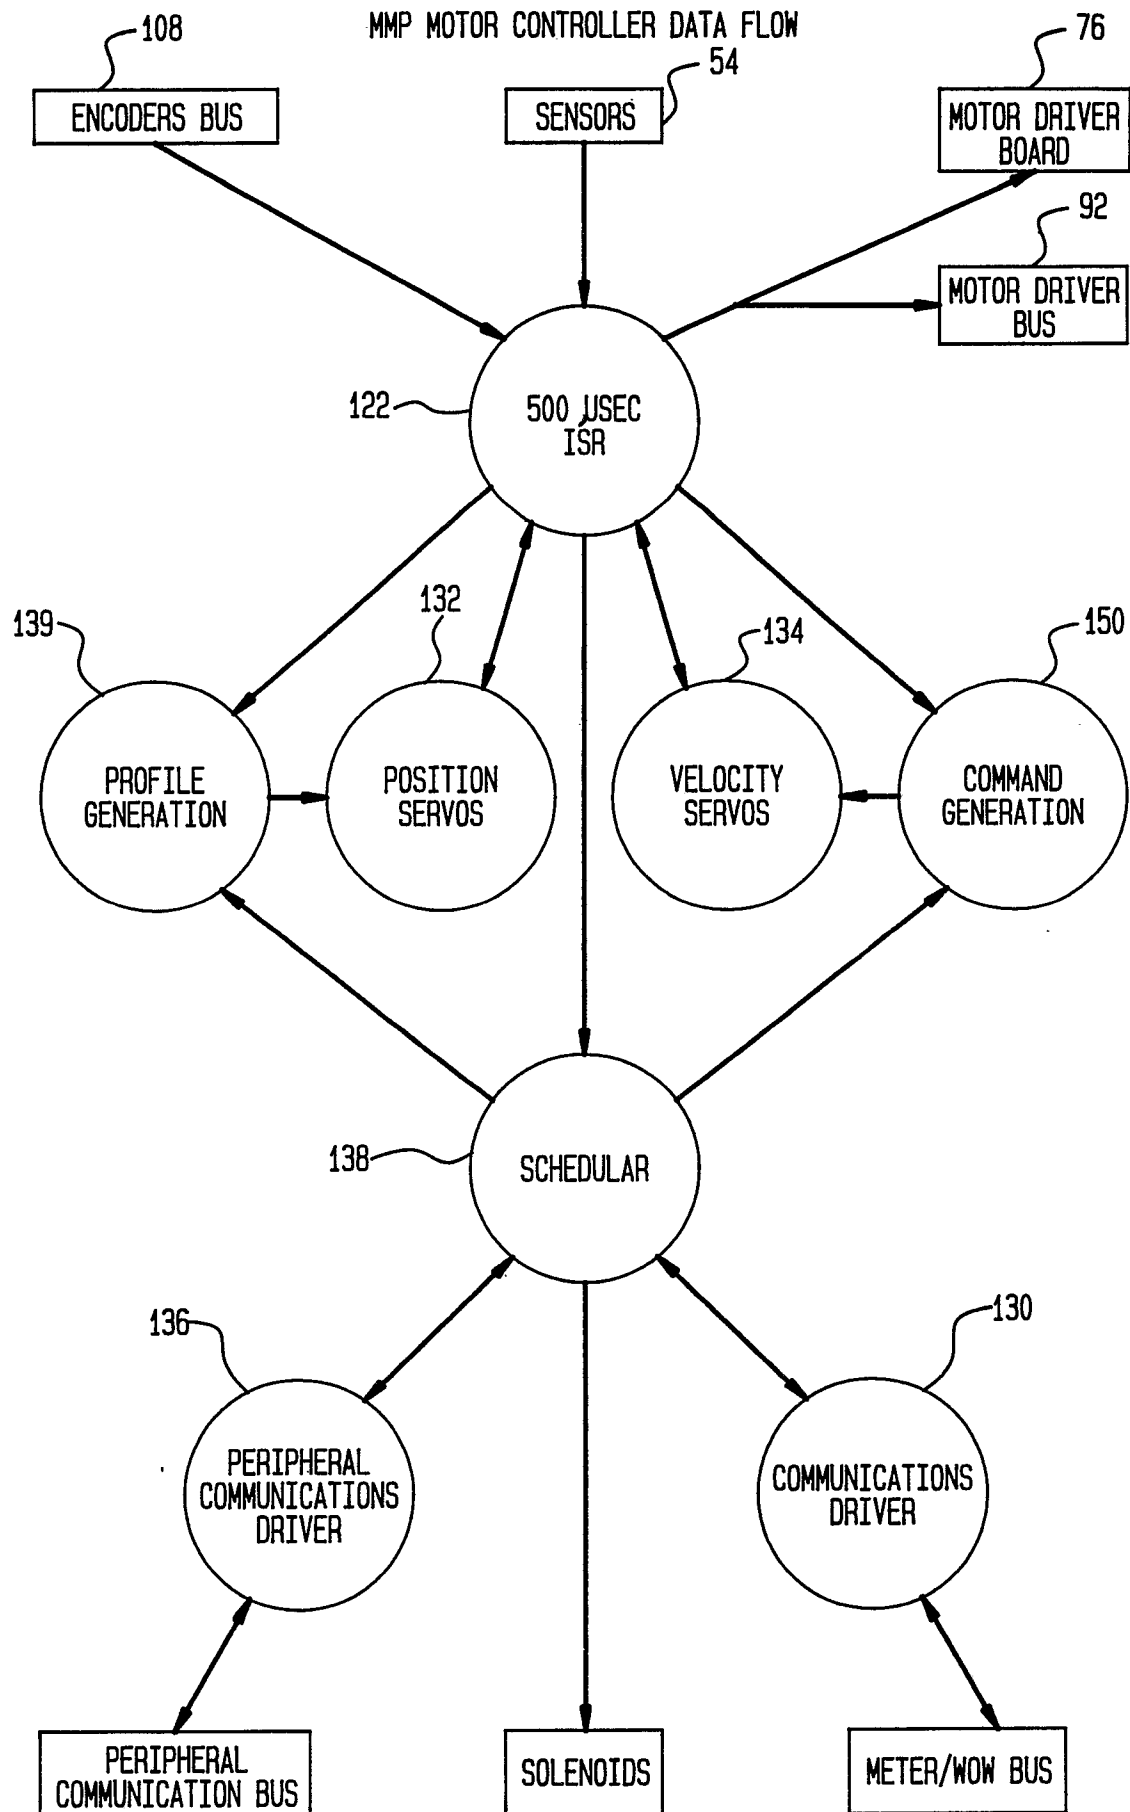 MMP MOTOR CONTROLLER DATA FLOW
108
54
76
ENCODERS BUS
SENSORS
MOTOR DRIVER
BOARD
92
MOTOR DRIVER
BUS
122
500 µSEC
ISR
139
132
134
150
PROFILE
GENERATION
POSITION
SERVOS
VELOCITY
SERVOS
COMMAND
GENERATION
138
SCHEDULAR
136
130
PERIPHERAL
COMMUNICATIONS
DRIVER
COMMUNICATIONS
DRIVER
PERIPHERAL
COMMUNICATION BUS
SOLENOIDS
METER/WOW BUS